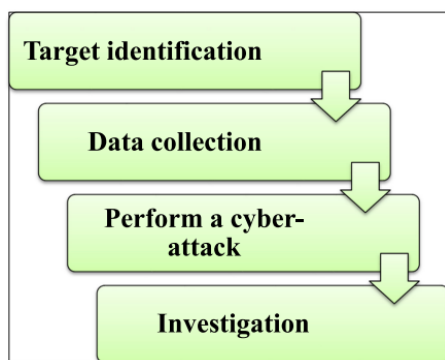 Target identification
Data collection
Perform a cyber-
attack
Investigation